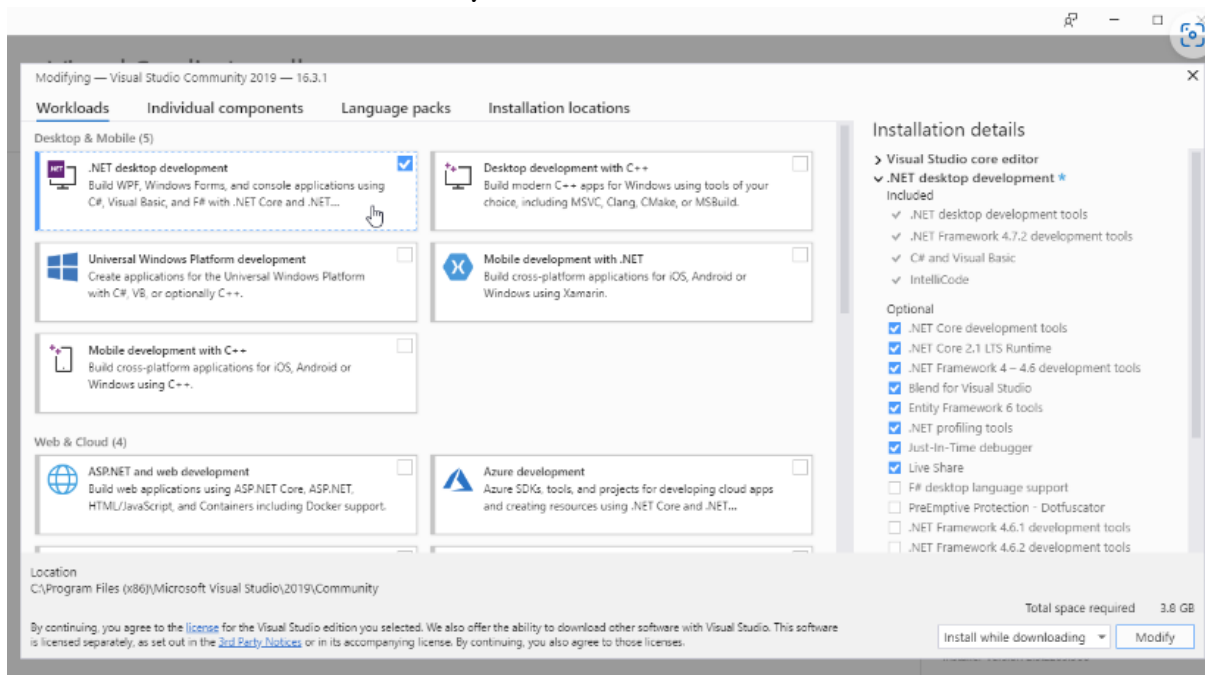 Modifying — Visual Studio Community 2019 — 16.3.1
Workloads
Individual components
Language packs
Installation locations
Desktop & Mobile (5)
.NET desktop development
Build WPF, Windows Forms, and console applications using
C#, Visual Basic, and F# with .NET Core and .NET...
Desktop development with C++
Build modern C++ apps for Windows using tools of your
choice, including MSVC, Clang, CMake, or MSBuild.
Universal Windows Platform development
Create applications for the Universal Windows Platform
with C#, VB, or optionally C++.
Mobile development with .NET
Build cross-platform applications for iOS, Android or
Windows using Xamarin.
Mobile development with C++
Build cross-platform applications for iOS, Android or
Windows using C++.
Web & Cloud (4)
ASP.NET and web development
Build web applications using ASP.NET Core, ASP.NET,
HTML/JavaScript, and Containers including Docker support.
Azure development
Azure SDKs, tools, and projects for developing cloud apps
and creating resources using .NET Core and .NET...
Installation details
Visual Studio core editor
.NET desktop development *
Included
.NET desktop development tools
.NET Framework 4.7.2 development tools
C# and Visual Basic
IntelliCode
Optional
.NET Core development tools
.NET Core 2.1 LTS Runtime
.NET Framework 4 – 4.6 development tools
Blend for Visual Studio
Entity Framework 6 tools
.NET profiling tools
Just-In-Time debugger
Live Share
F# desktop language support
PreEmptive Protection - Dotfuscator
.NET Framework 4.6.1 development tools
.NET Framework 4.6.2 development tools
Location
C:\Program Files (x86)\Microsoft Visual Studio\2019\Community
By continuing, you agree to the license for the Visual Studio edition you selected. We also offer the ability to download other software with Visual Studio. This software
is licensed separately, as set out in the 3rd Party Notices or in its accompanying license. By continuing, you also agree to those licenses.
Total space required 3.8 GB
Install while downloading
Modify